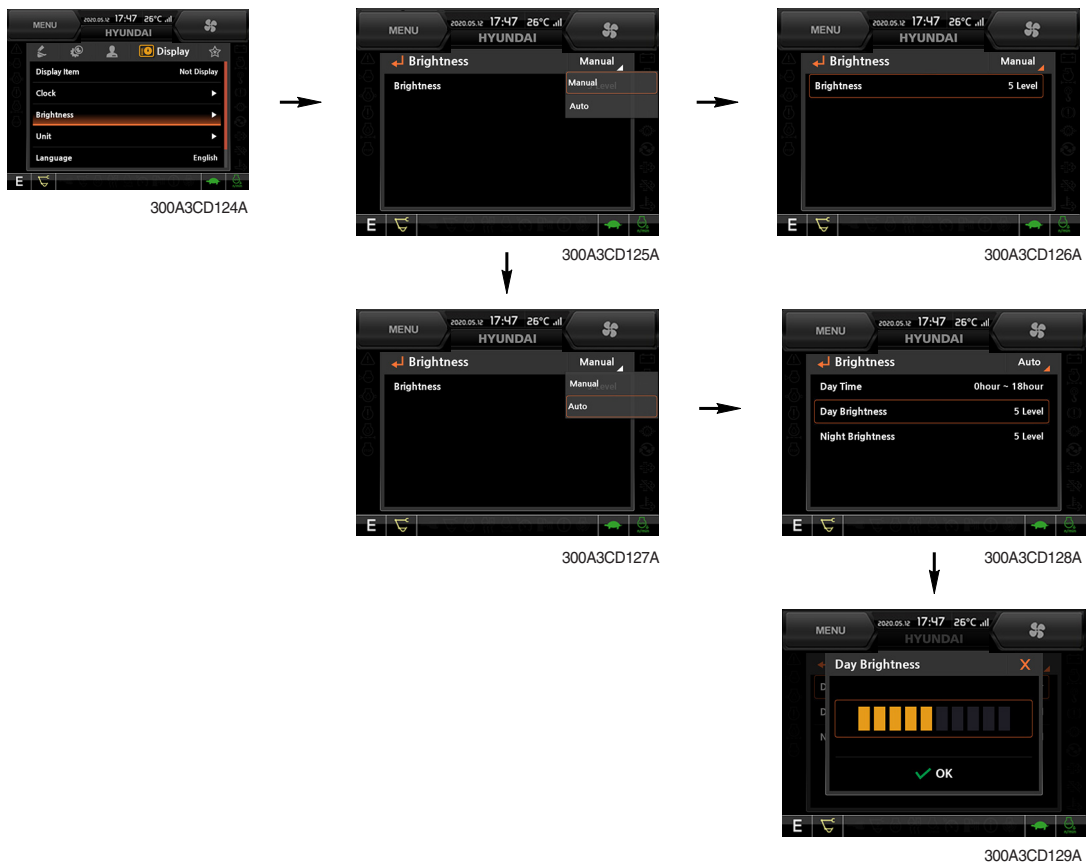 MENU
2020.05.12 17:47 26°C
HYUNDAI
Display
Display Item Not Display
Clock
Brightness
Unit
Language English
E
300A3CD124A
MENU
2020.05.12 17:47 26°C
HYUNDAI
Brightness Manual
Brightness Level
Manual
Auto
E
300A3CD125A
MENU
2020.05.12 17:47 26°C
HYUNDAI
Brightness Manual
Brightness 5 Level
E
300A3CD126A
MENU
2020.05.12 17:47 26°C
HYUNDAI
Brightness Manual
Brightness
Manual
Auto
E
300A3CD127A
MENU
2020.05.12 17:47 26°C
HYUNDAI
Brightness Auto
Day Time 0hour ~ 18hour
Day Brightness 5 Level
Night Brightness 5 Level
E
300A3CD128A
MENU
2020.05.12 17:47 26°C
HYUNDAI
Day Brightness X
D
D
N
OK
E
300A3CD129A